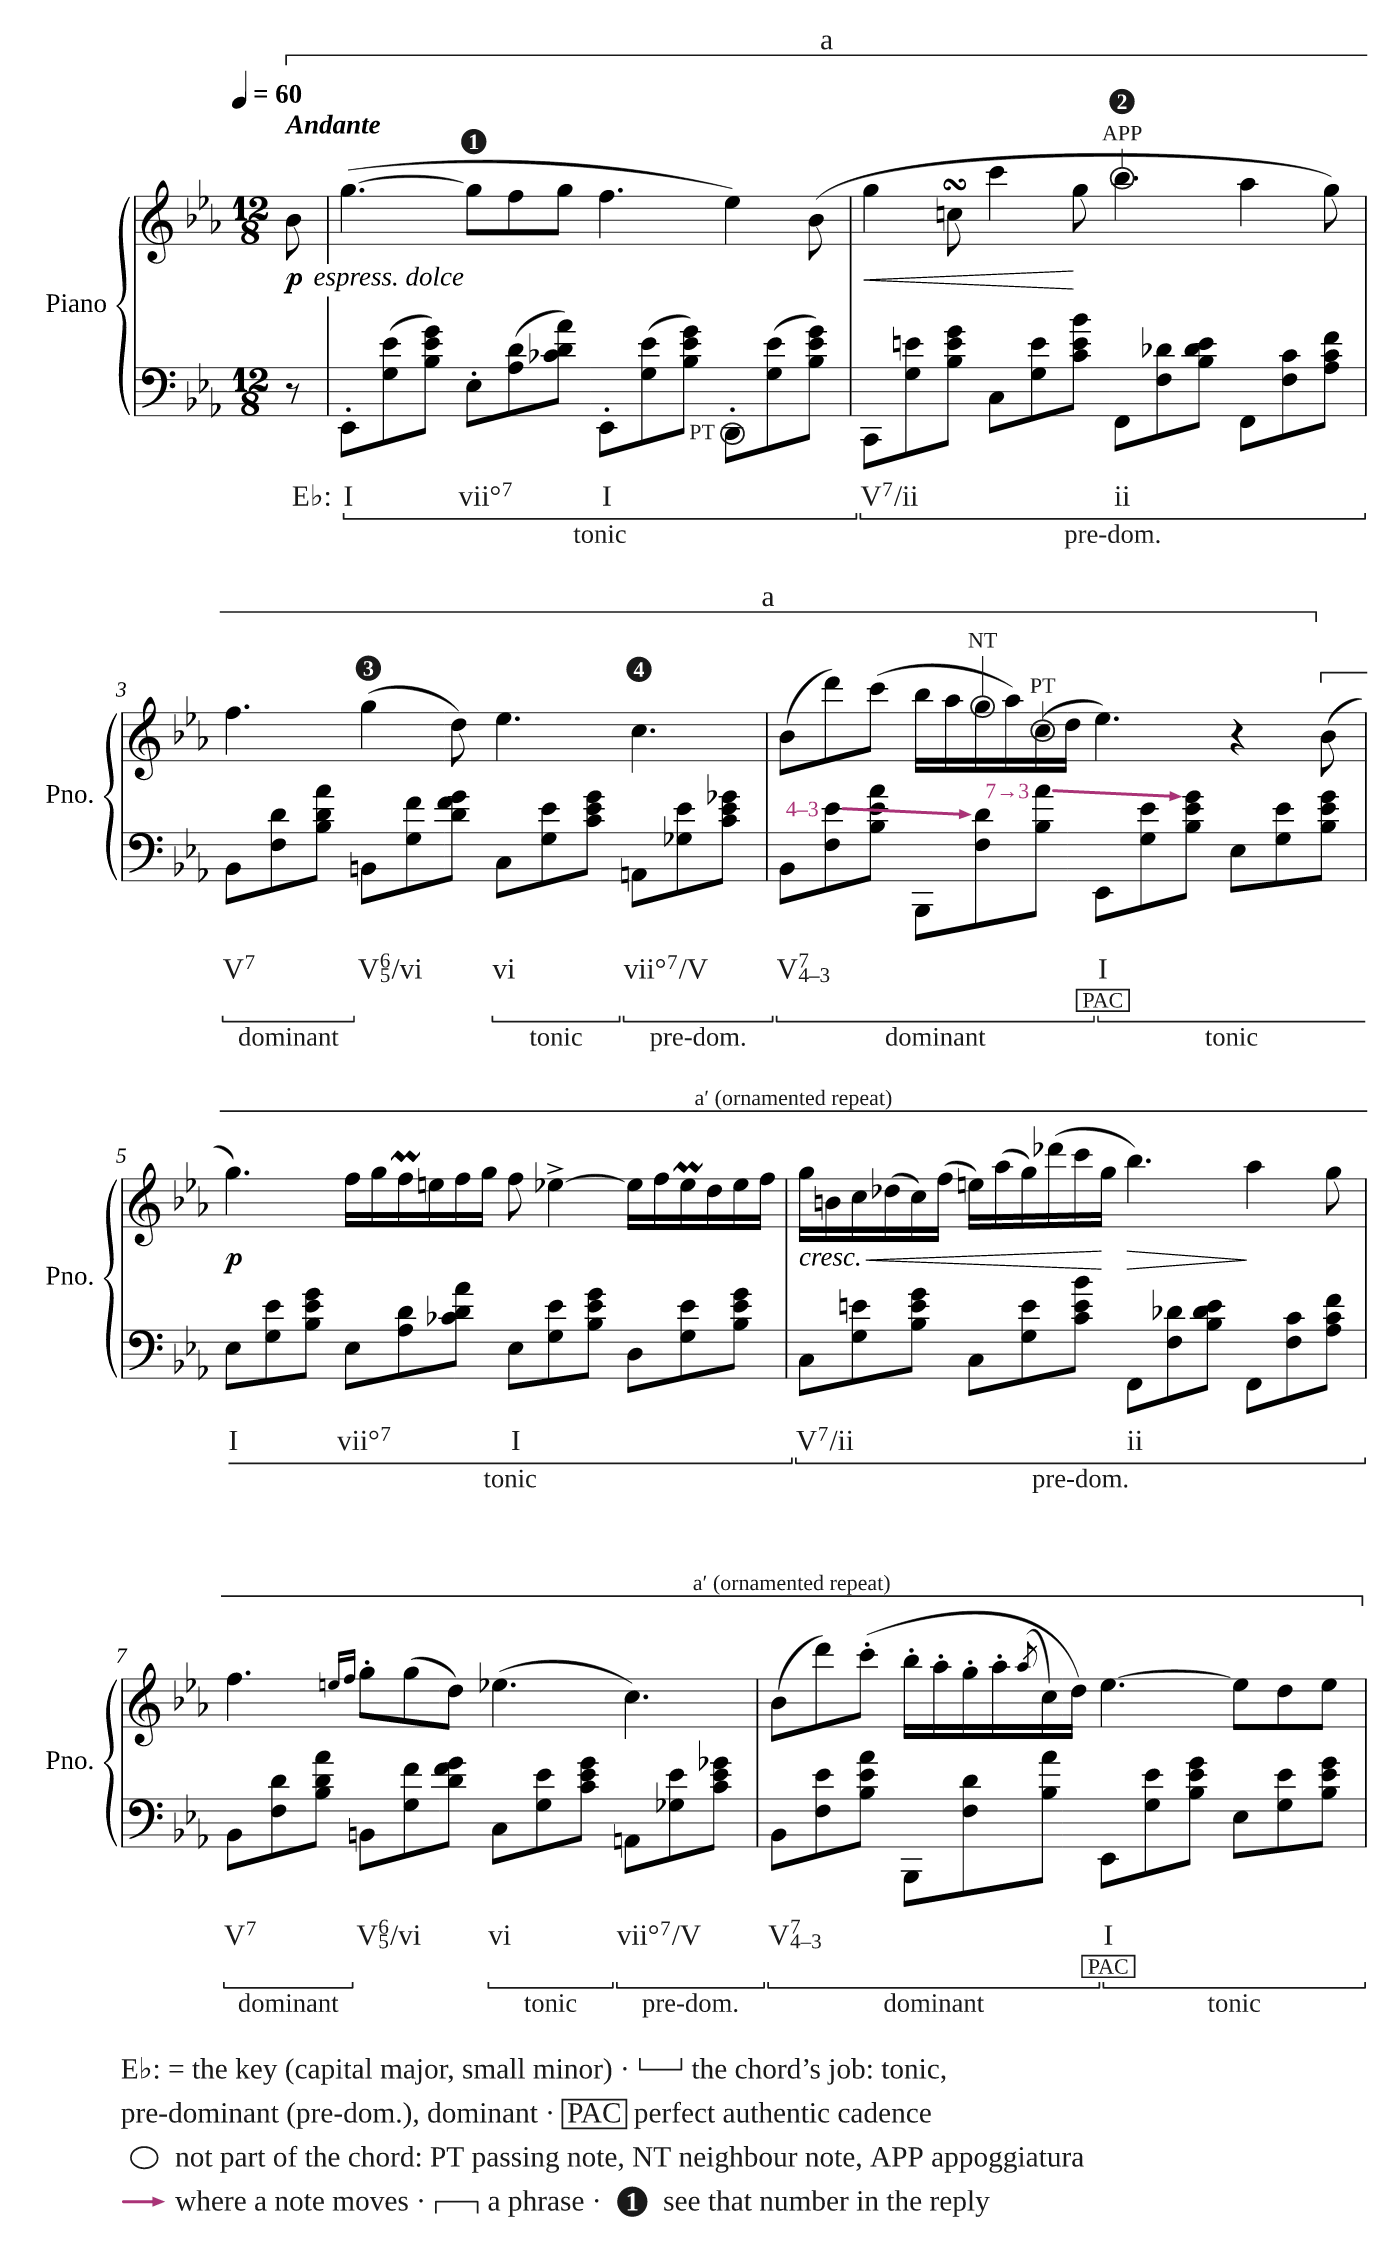 a
♩ = 60
Andante
1
2
APP
12
8
Piano
p espress. dolce
12
8
PT
E♭: I vii°7 I V7/ii ii
tonic pre-dom.
a
NT
3
3
4
PT
Pno.
4–3
7→3
V7 V6/5/vi vi vii°7/V V7/4–3 I
PAC
dominant tonic pre-dom. dominant tonic
a′ (ornamented repeat)
5
Pno.
p cresc.
I vii°7 I V7/ii ii
tonic pre-dom.
a′ (ornamented repeat)
7
Pno.
V7 V6/5/vi vi vii°7/V V7/4–3 I
PAC
dominant tonic pre-dom. dominant tonic
E♭: = the key (capital major, small minor) · the chord’s job: tonic,
pre-dominant (pre-dom.), dominant · PAC perfect authentic cadence
not part of the chord: PT passing note, NT neighbour note, APP appoggiatura
where a note moves · a phrase · 1 see that number in the reply